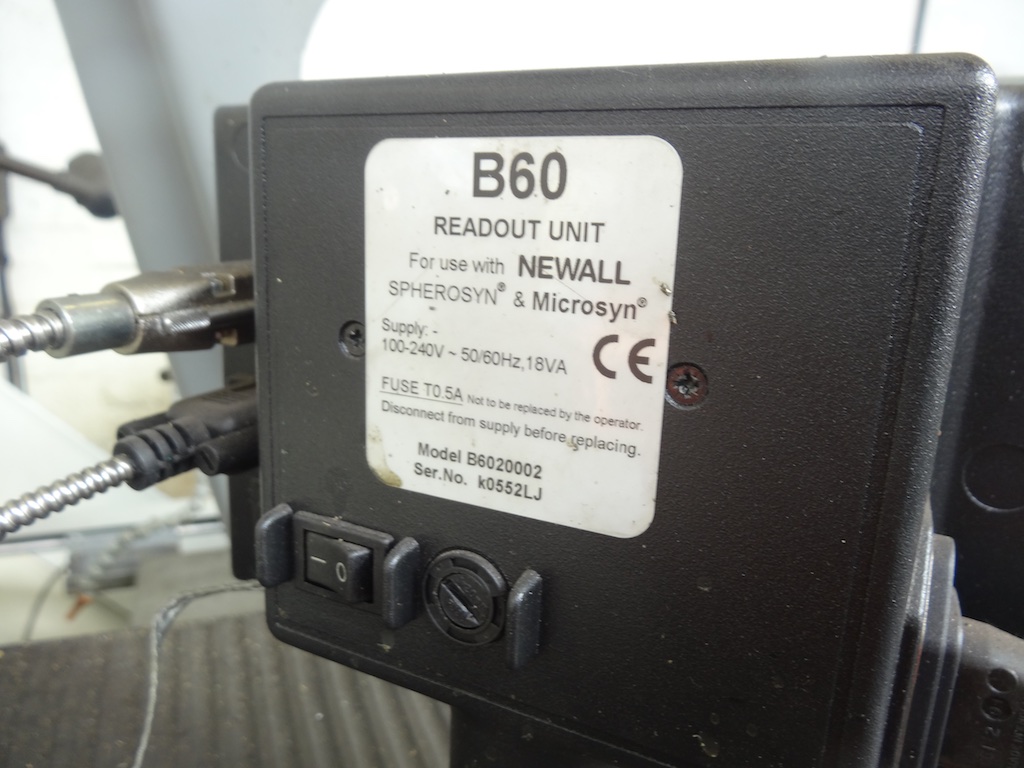 B60
READOUT UNIT
For use with NEWALL
SPHEROSYN® & Microsyn®
Supply: -
100-240V ~ 50/60Hz,18VA
CE
FUSE T0.5A Not to be replaced by the operator.
Disconnect from supply before replacing.
Model B6020002
Ser.No. k0552LJ
– 0